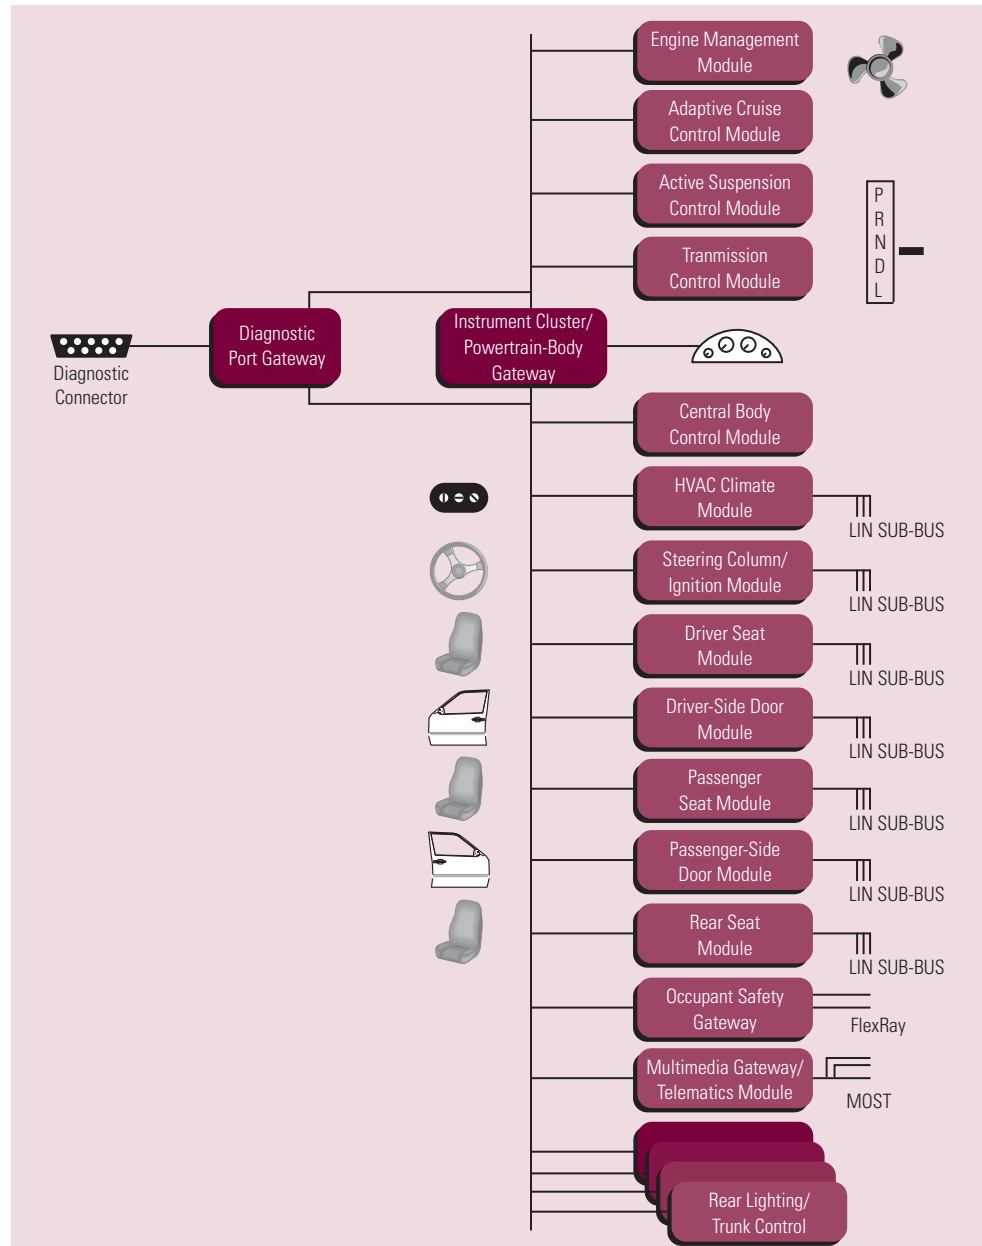 Engine Management
Module
Adaptive Cruise
Control Module
Active Suspension
Control Module
P
R
N
D
L
Tranmission
Control Module
Diagnostic
Connector
Diagnostic
Port Gateway
Instrument Cluster/
Powertrain-Body
Gateway
Central Body
Control Module
HVAC Climate
Module
LIN SUB-BUS
Steering Column/
Ignition Module
LIN SUB-BUS
Driver Seat
Module
LIN SUB-BUS
Driver-Side Door
Module
LIN SUB-BUS
Passenger
Seat Module
LIN SUB-BUS
Passenger-Side
Door Module
LIN SUB-BUS
Rear Seat
Module
LIN SUB-BUS
Occupant Safety
Gateway
FlexRay
Multimedia Gateway/
Telematics Module
MOST
Rear Lighting/
Trunk Control